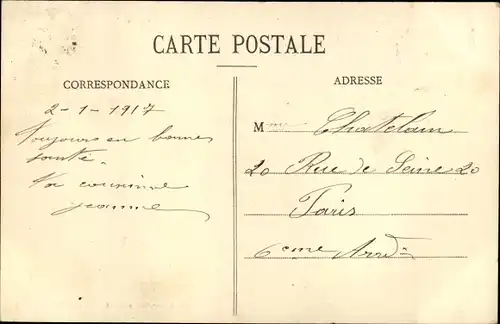 CARTE POSTALE
CORRESPONDANCE
2-1-1917
Toujours en bonne
santé.
Ta cousine
Jeanne
ADRESSE
Mme Chatelain
20 Rue de Seine 20
Paris
6eme Arrd